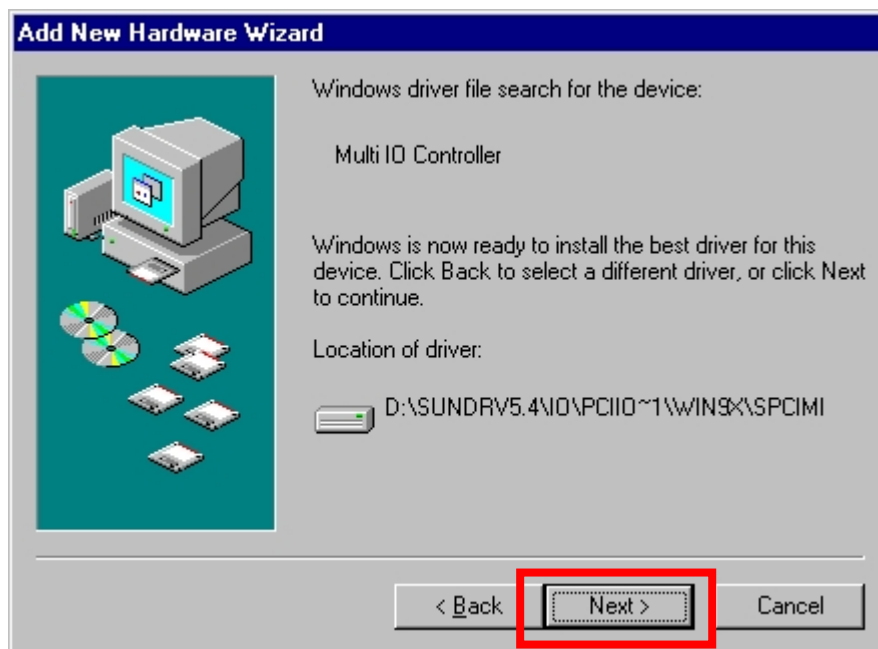 Add New Hardware Wizard
Windows driver file search for the device:
Multi IO Controller
Windows is now ready to install the best driver for this
device. Click Back to select a different driver, or click Next
to continue.
Location of driver:
D:\SUNDRV5.4\IO\PCIIO~1\WIN9X\SPCIMI
< Back
Next >
Cancel